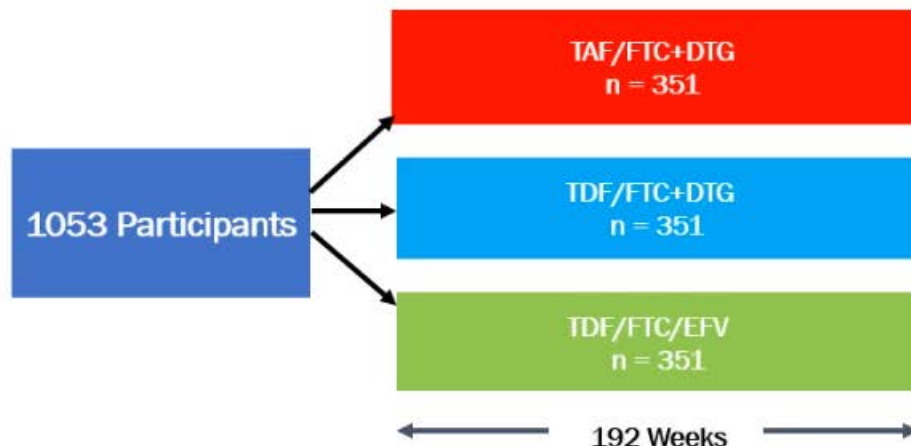 TAF/FTC+DTG
n = 351
1053 Participants
TDF/FTC+DTG
n = 351
TDF/FTC/EFV
n = 351
192 Weeks